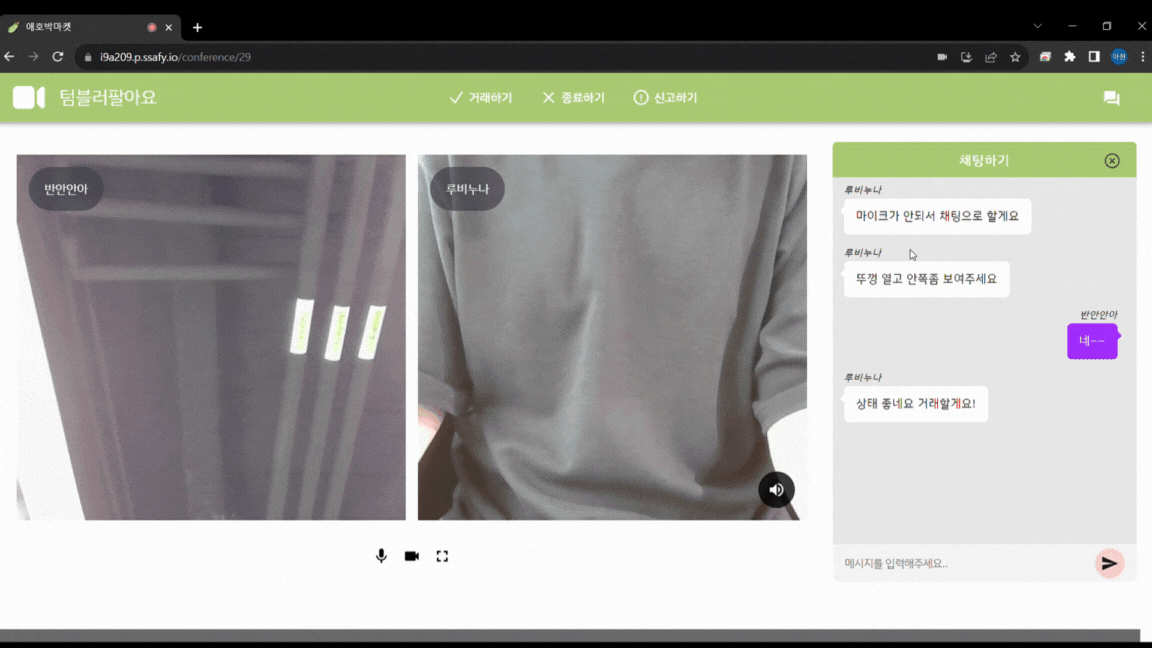 애호박마켓
i9a209.p.ssafy.io/conference/29
아현
텀블러팔아요
거래하기
종료하기
신고하기
반안안아
루비누나
채팅하기
루비누나
마이크가 안되서 채팅으로 할게요
루비누나
뚜껑 열고 안쪽좀 보여주세요
반안안아
네~~
루비누나
상태 좋네요 거래할게요!
메시지를 입력해주세요..